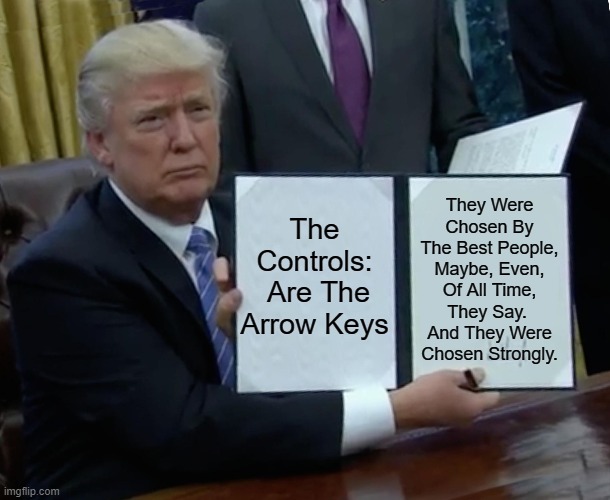 The
Controls:
Are The
Arrow Keys
They Were
Chosen By
The Best People,
Maybe, Even,
Of All Time,
They Say.
And They Were
Chosen Strongly.
imgflip.com